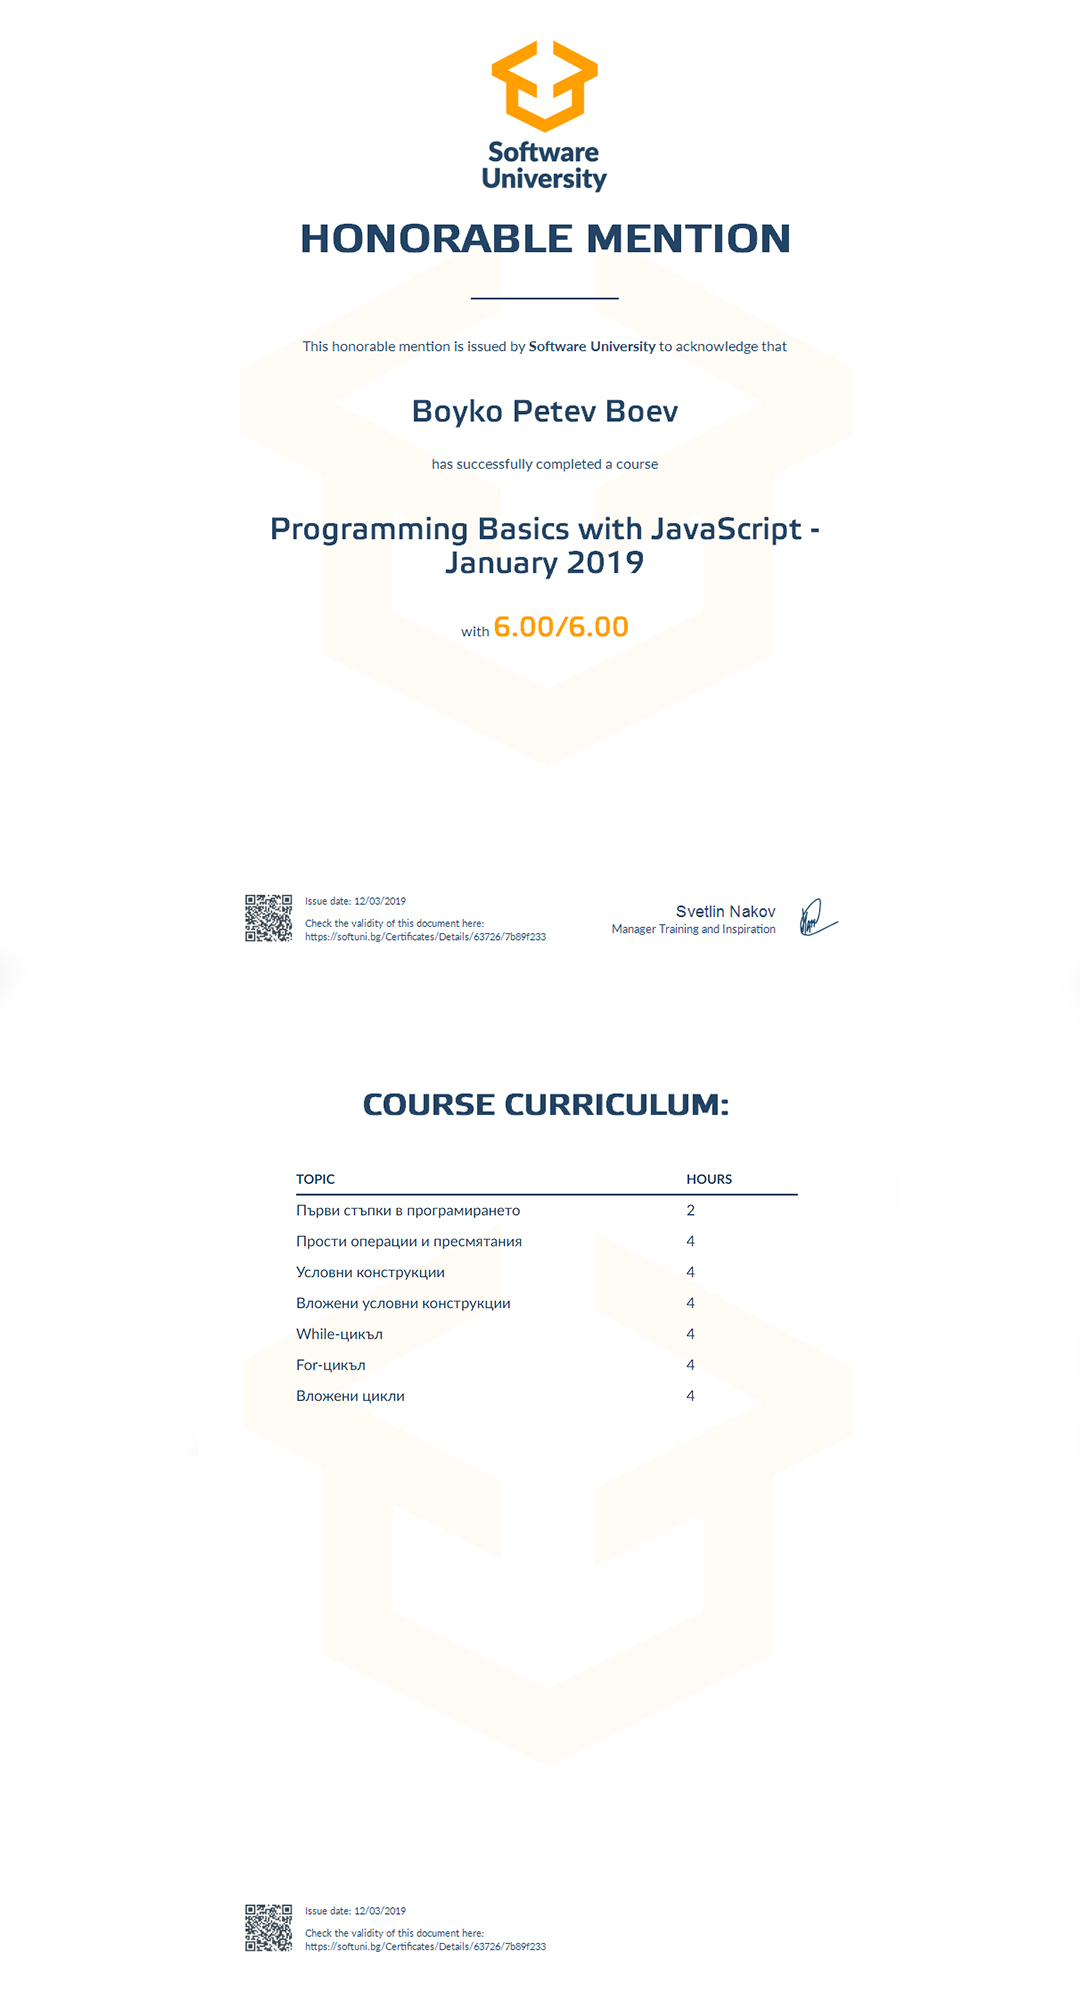 Software
University
HONORABLE MENTION
This honorable mention is issued by Software University to acknowledge that
Boyko Petev Boev
has successfully completed a course
Programming Basics with JavaScript -
January 2019
with 6.00/6.00
Issue date: 12/03/2019
Check the validity of this document here:
https://softuni.bg/Certificates/Details/63726/7b89f233
Svetlin Nakov
Manager Training and Inspiration
COURSE CURRICULUM:
TOPIC HOURS
Първи стъпки в програмирането 2
Прости операции и пресмятания 4
Условни конструкции 4
Вложени условни конструкции 4
While-цикъл 4
For-цикъл 4
Вложени цикли 4
Issue date: 12/03/2019
Check the validity of this document here:
https://softuni.bg/Certificates/Details/63726/7b89f233